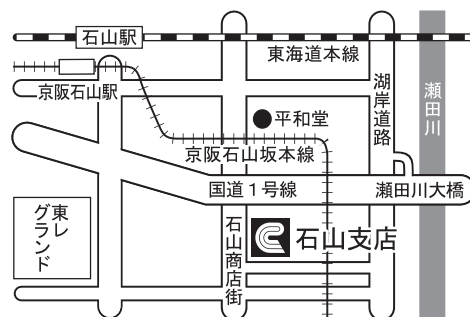 石山駅
東海道本線
京阪石山駅
湖岸道路
瀬田川
平和堂
京阪石山坂本線
国道1号線
瀬田川大橋
東レ
グランド
石山商店街
石山支店